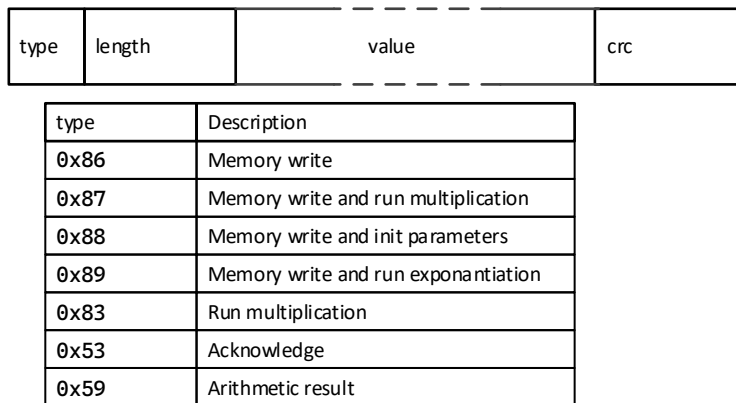 type length value crc
type Description
0x86 Memory write
0x87 Memory write and run multiplication
0x88 Memory write and init parameters
0x89 Memory write and run exponantiation
0x83 Run multiplication
0x53 Acknowledge
0x59 Arithmetic result